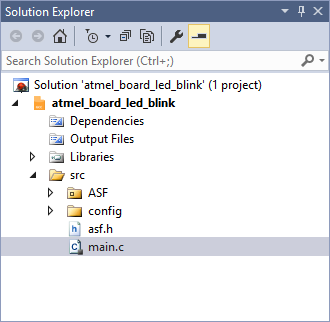 Solution Explorer
Search Solution Explorer (Ctrl+;)
Solution 'atmel_board_led_blink' (1 project)
atmel_board_led_blink
Dependencies
Output Files
Libraries
src
ASF
config
asf.h
main.c